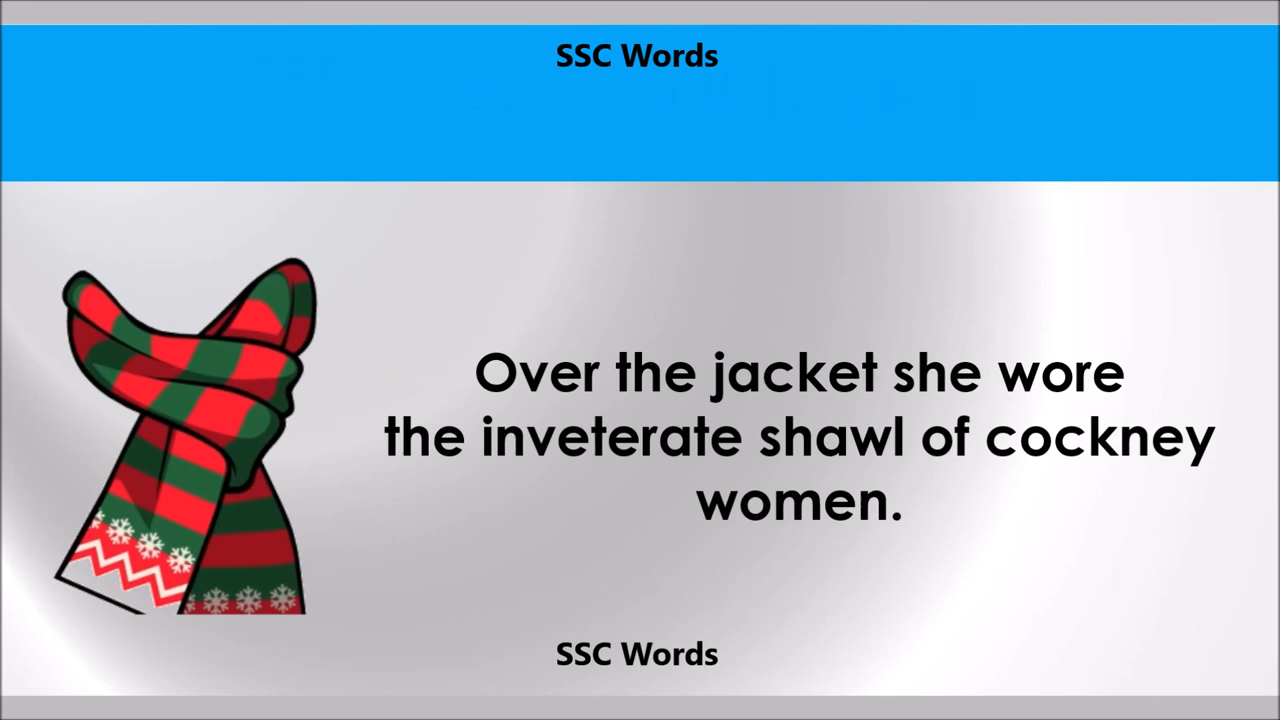 SSC Words
Over the jacket she wore
the inveterate shawl of cockney
women.
SSC Words